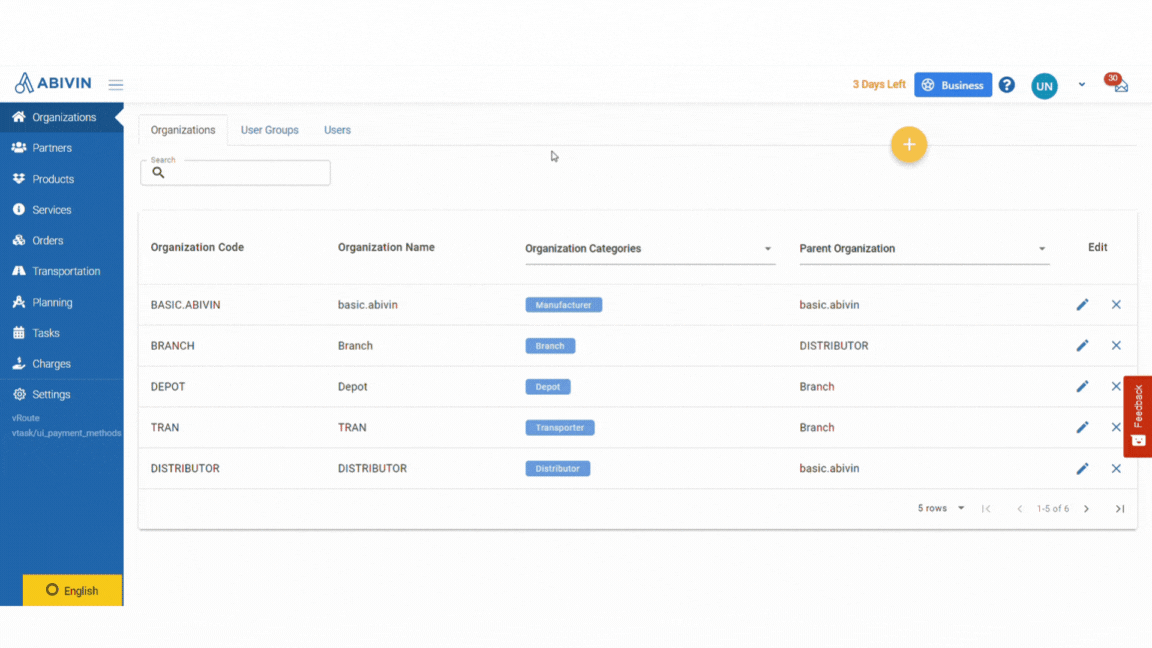 ABIVIN
3 Days Left
Business
?
UN
30
Organizations
Partners
Products
Services
Orders
Transportation
Planning
Tasks
Charges
Settings
vRoute
vtask/ui_payment_methods
English
Organizations User Groups Users
Search
+
Organization Code Organization Name Organization Categories Parent Organization Edit
BASIC.ABIVIN basic.abivin Manufacturer basic.abivin
BRANCH Branch Branch DISTRIBUTOR
DEPOT Depot Depot Branch
TRAN TRAN Transporter Branch
DISTRIBUTOR DISTRIBUTOR Distributor basic.abivin
5 rows 1-5 of 6
Feedback